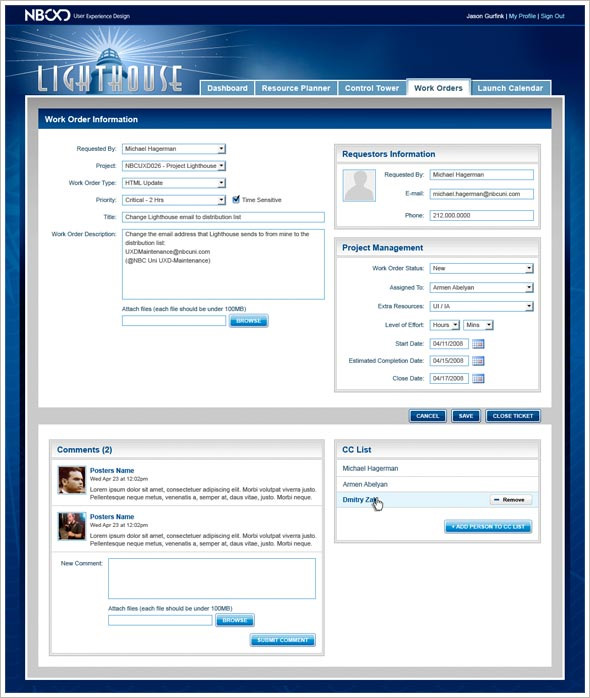 NBCUXD User Experience Design
Jason Gurfink | My Profile | Sign Out
LIGHTHOUSE
Dashboard
Resource Planner
Control Tower
Work Orders
Launch Calendar
Work Order Information
Requested By: Michael Hagerman
Project: NBCUXD026 - Project Lighthouse
Work Order Type: HTML Update
Priority: Critical - 2 Hrs Time Sensitive
Title: Change Lighthouse email to distribution list
Work Order Description: Change the email address that Lighthouse sends to from mine to the
distribution list:
UXDMaintenance@nbcuni.com
(@NBC Uni UXD-Maintenance)
Attach files (each file should be under 100MB)
BROWSE
Requestors Information
Requested By: Michael Hagerman
E-mail: michael.hagerman@nbcuni.com
Phone: 212.000.0000
Project Management
Work Order Status: New
Assigned To: Armen Abelyan
Extra Resources: UI / IA
Level of Effort: Hours Mins
Start Date: 04/11/2008
Estimated Completion Date: 04/15/2008
Close Date: 04/17/2008
CANCEL
SAVE
CLOSE TICKET
Comments (2)
Posters Name
Wed Apr 23 at 12:02pm
Lorem ipsum dolor sit amet, consectetuer adipiscing elit. Morbi volutpat viverra justo.
Pellentesque neque metus, venenatis a, semper at, daus vitae, justo. Morbi neque.
Posters Name
Wed Apr 23 at 12:02pm
Lorem ipsum dolor sit amet, consectetuer adipiscing elit. Morbi volutpat viverra justo.
Pellentesque neque metus, venenatis a, semper at, daus vitae, justo. Morbi neque.
New Comment:
Attach files (each file should be under 100MB)
BROWSE
SUBMIT COMMENT
CC List
Michael Hagerman
Armen Abelyan
Dmitry
Remove
+ ADD PERSON TO CC LIST